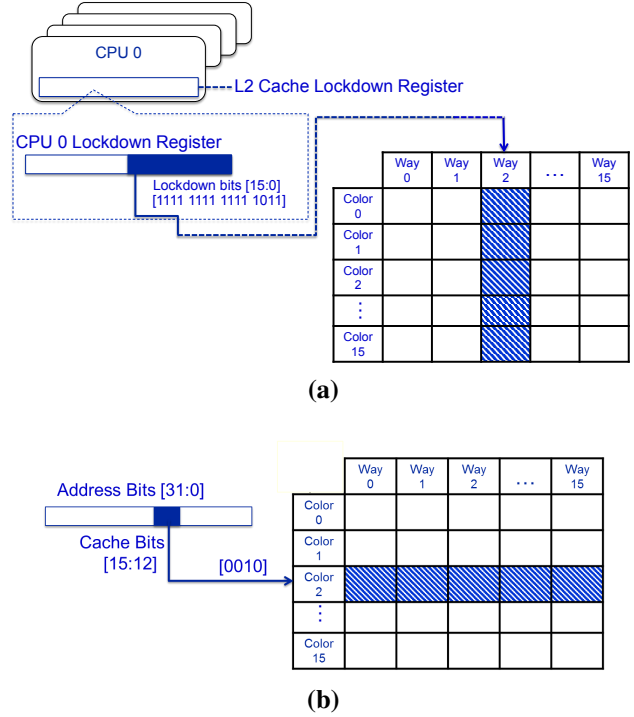 CPU 0
L2 Cache Lockdown Register
CPU 0 Lockdown Register
Lockdown bits [15:0]
[1111 1111 1111 1011]
Way 0
Way 1
Way 2
...
Way 15
Color 0
Color 1
Color 2
⋮
Color 15
(a)
Address Bits [31:0]
Cache Bits
[15:12]
[0010]
Way 0
Way 1
Way 2
...
Way 15
Color 0
Color 1
Color 2
⋮
Color 15
(b)